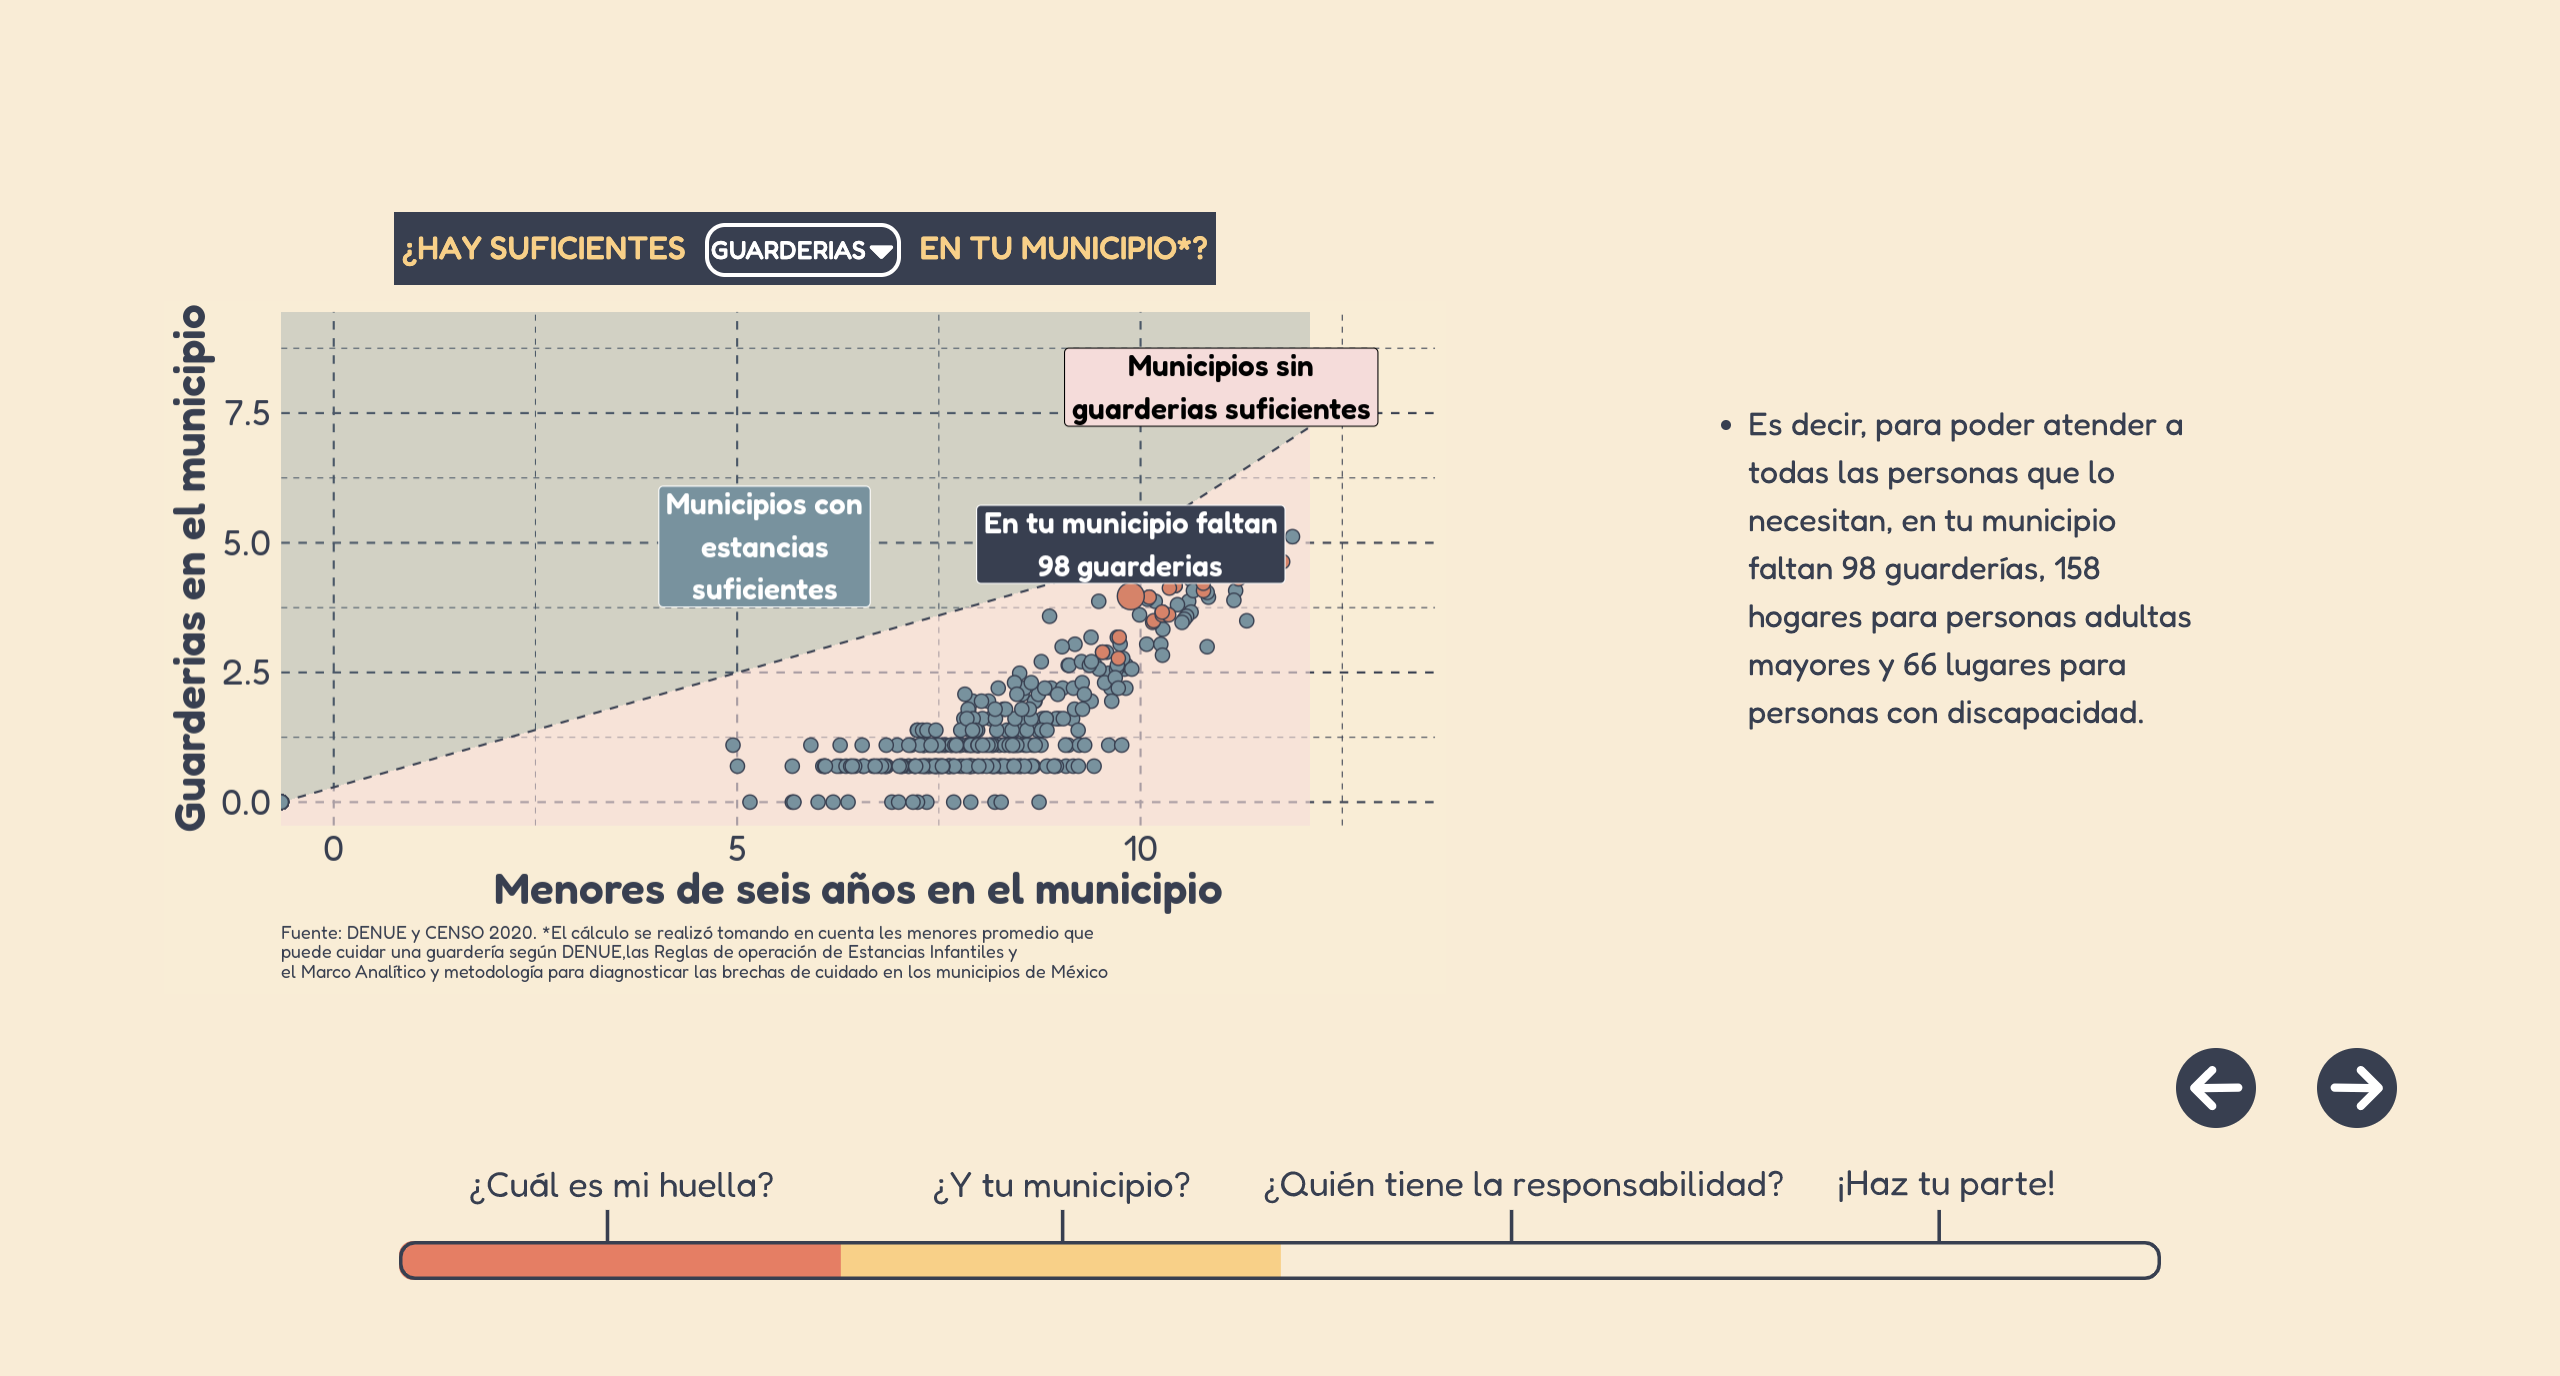 ¿HAY SUFICIENTES GUARDERIAS EN TU MUNICIPIO*?
Guarderias en el municipio
7.5
5.0
2.5
0.0
Municipios sin
guarderias suficientes
Municipios con
estancias
suficientes
En tu municipio faltan
98 guarderias
0 5 10
Menores de seis años en el municipio
Fuente: DENUE y CENSO 2020. *El cálculo se realizó tomando en cuenta les menores promedio que
puede cuidar una guardería según DENUE,las Reglas de operación de Estancias Infantiles y
el Marco Analítico y metodología para diagnosticar las brechas de cuidado en los municipios de México
• Es decir, para poder atender a
todas las personas que lo
necesitan, en tu municipio
faltan 98 guarderías, 158
hogares para personas adultas
mayores y 66 lugares para
personas con discapacidad.
¿Cuál es mi huella? ¿Y tu municipio? ¿Quién tiene la responsabilidad? ¡Haz tu parte!